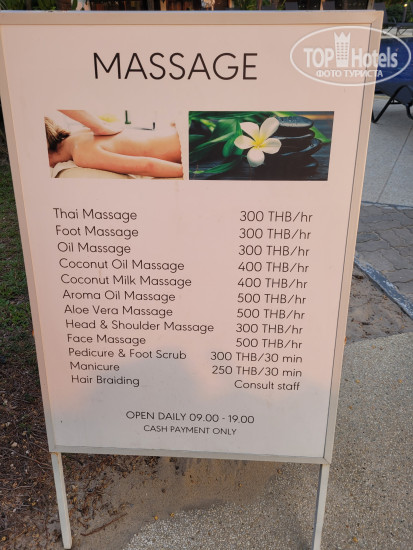 TOPHotels
ФОТО ТУРИСТА
MASSAGE
Thai Massage 300 THB/hr
Foot Massage 300 THB/hr
Oil Massage 300 THB/hr
Coconut Oil Massage 400 THB/hr
Coconut Milk Massage 400 THB/hr
Aroma Oil Massage 500 THB/hr
Aloe Vera Massage 500 THB/hr
Head & Shoulder Massage 300 THB/hr
Face Massage 500 THB/hr
Pedicure & Foot Scrub 300 THB/30 min
Manicure 250 THB/30 min
Hair Braiding Consult staff
OPEN DAILY 09.00 - 19.00
CASH PAYMENT ONLY